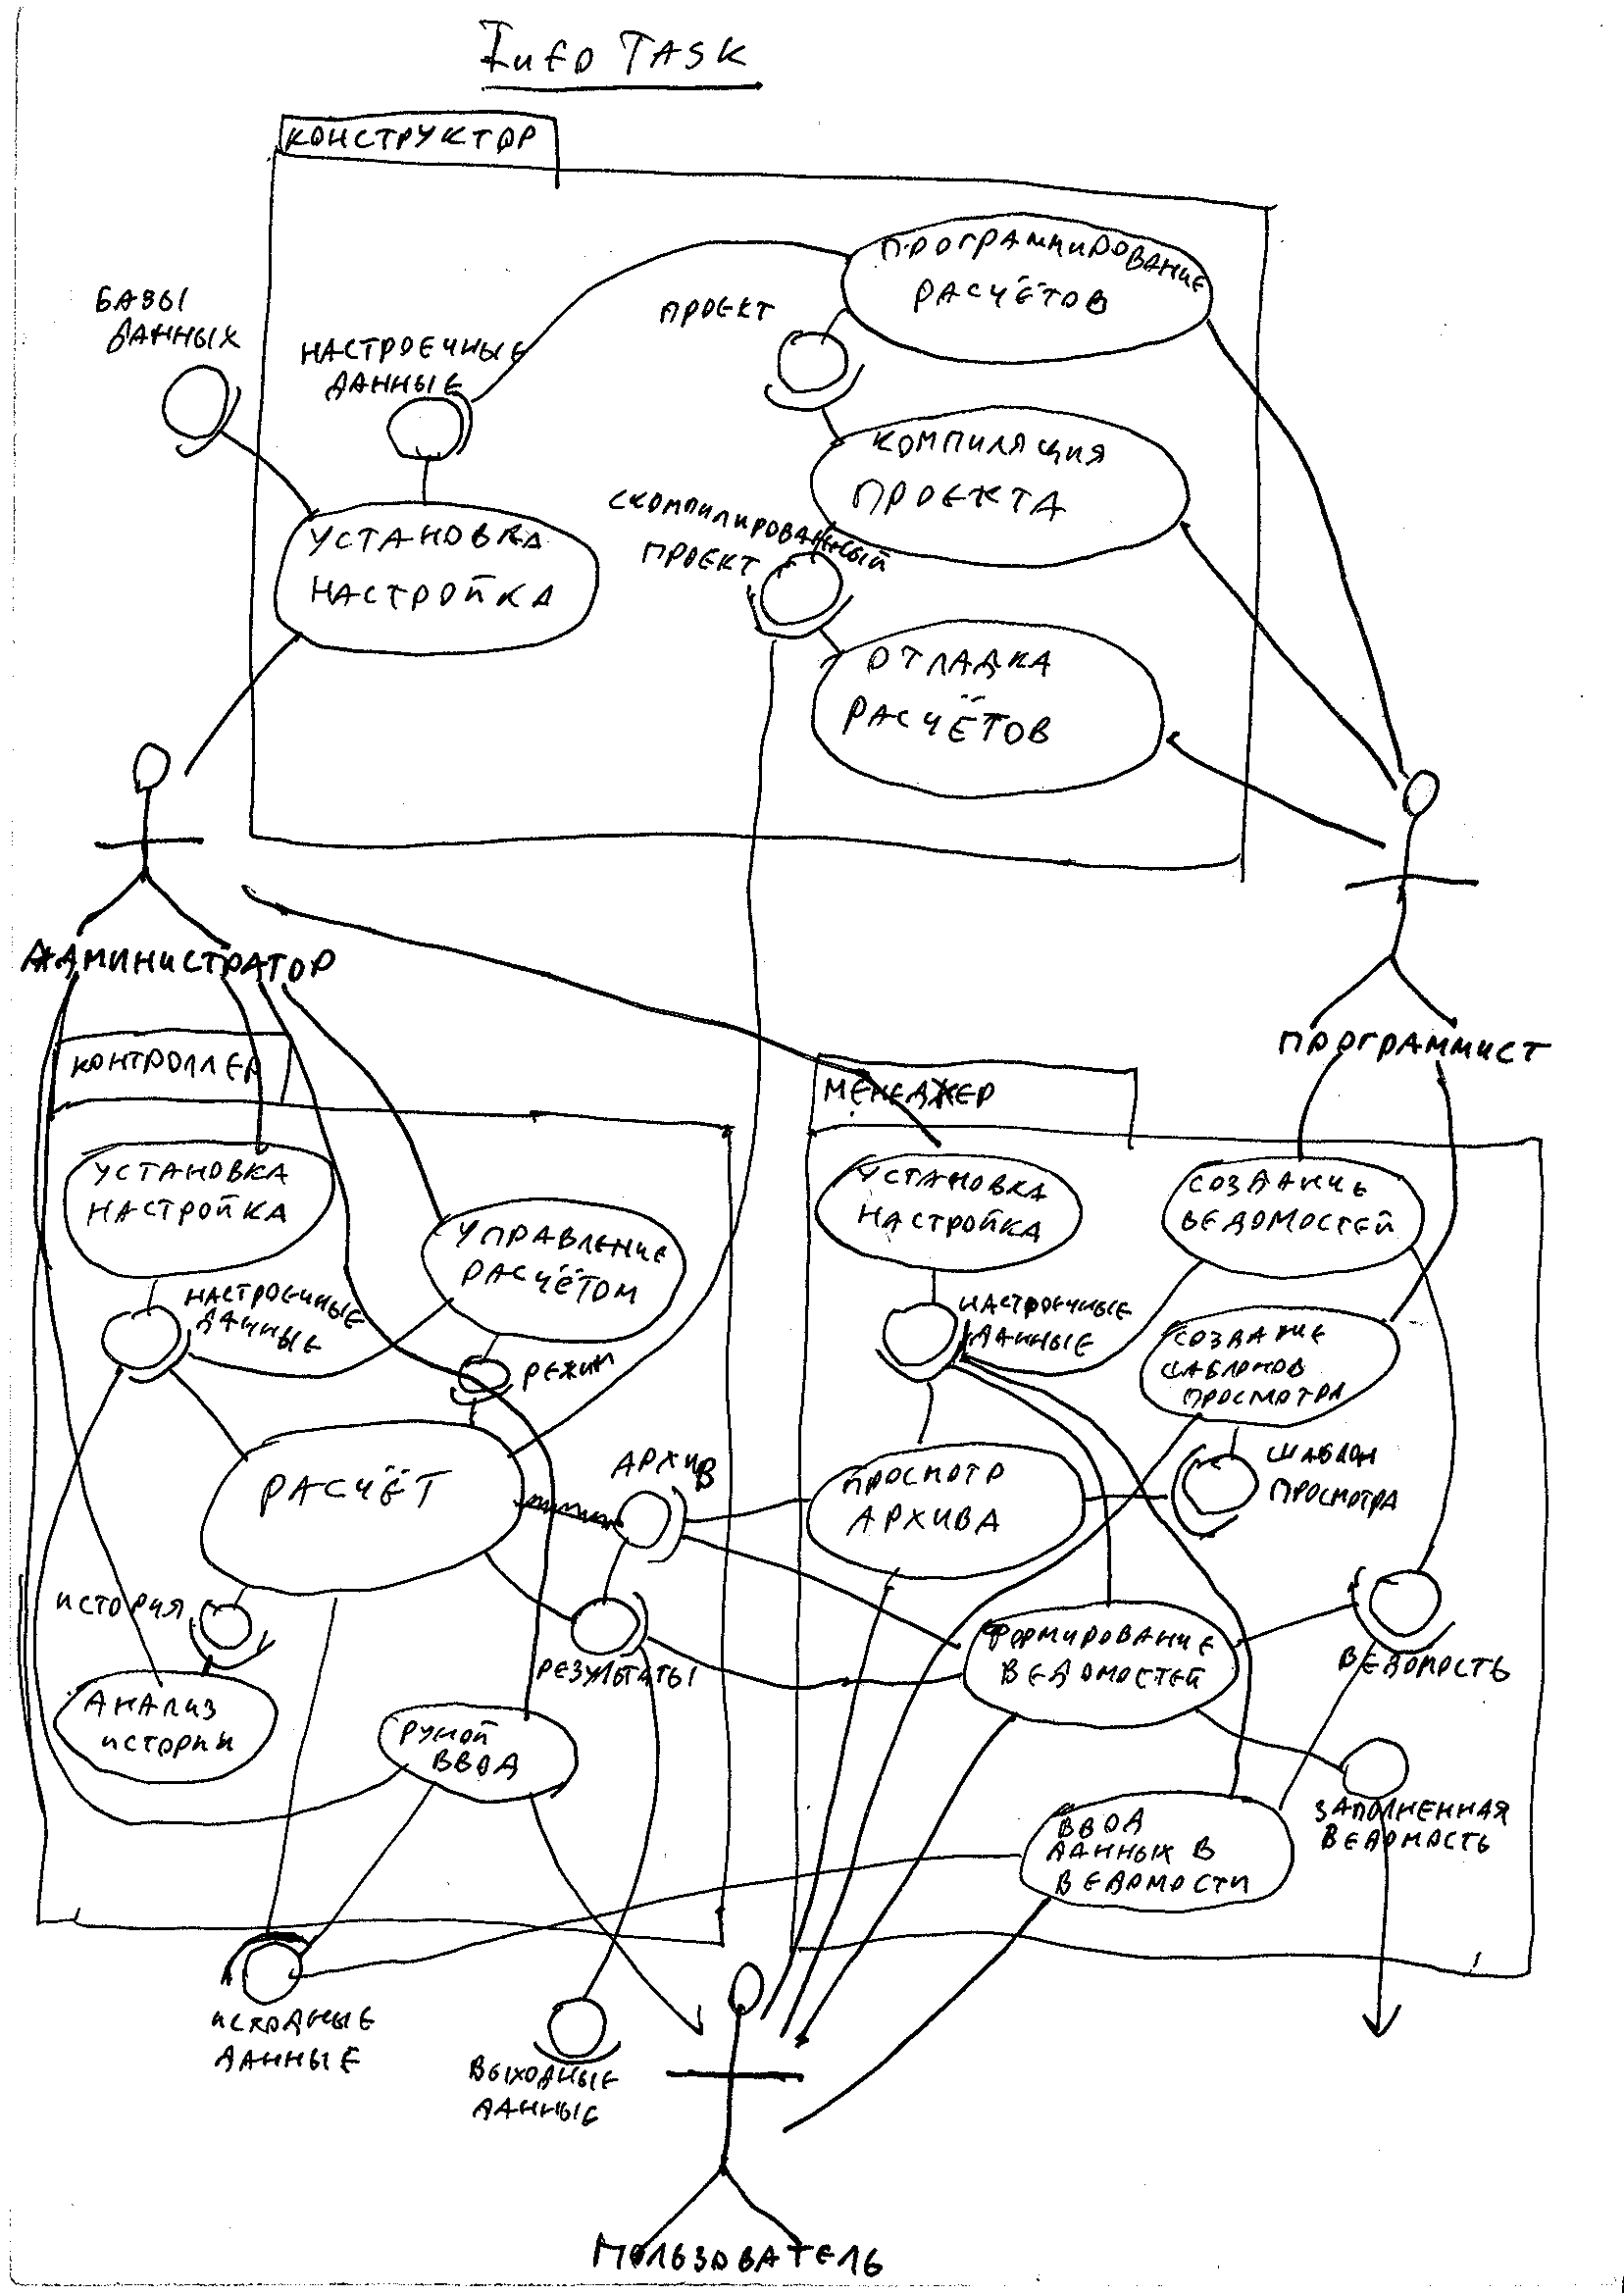 Info TASK
КОНСТРУКТОР
ПРОГРАММИРОВАНИЕ
РАСЧЁТОВ
БАЗЫ
ДАННЫХ
НАСТРОЕЧНЫЕ
ДАННЫЕ
ПРОЕКТ
КОМПИЛЯЦИЯ
ПРОЕКТА
СКОМПИЛИРОВАННЫЙ
ПРОЕКТ
УСТАНОВКА
НАСТРОЙКА
ОТЛАДКА
РАСЧЁТОВ
АДМИНИСТРАТОР
ПРОГРАММИСТ
КОНТРОЛЛЕР
УСТАНОВКА
НАСТРОЙКА
УПРАВЛЕНИЕ
РАСЧЁТОМ
НАСТРОЕЧНЫЕ
ДАННЫЕ
РЕЖИМ
РАСЧЁТ
АРХИВ
ИСТОРИЯ
РЕЗУЛЬТАТЫ
АНАЛИЗ
ИСТОРИИ
РУЧНОЙ
ВВОД
МЕНЕДЖЕР
УСТАНОВКА
НАСТРОЙКА
СОЗДАНИЕ
ВЕДОМОСТЕЙ
НАСТРОЕЧНЫЕ
ДАННЫЕ
СОЗДАНИЕ
ШАБЛОНОВ
ПРОСМОТРА
ПРОСМОТР
АРХИВА
ШАБЛОН
ПРОСМОТРА
ФОРМИРОВАНИЕ
ВЕДОМОСТЕЙ
ВЕДОМОСТЬ
ВВОД
ДАННЫХ В
ВЕДОМОСТИ
ЗАПОЛНЕННАЯ
ВЕДОМОСТЬ
ИСХОДНЫЕ
ДАННЫЕ
ВЫХОДНЫЕ
ДАННЫЕ
ПОЛЬЗОВАТЕЛЬ